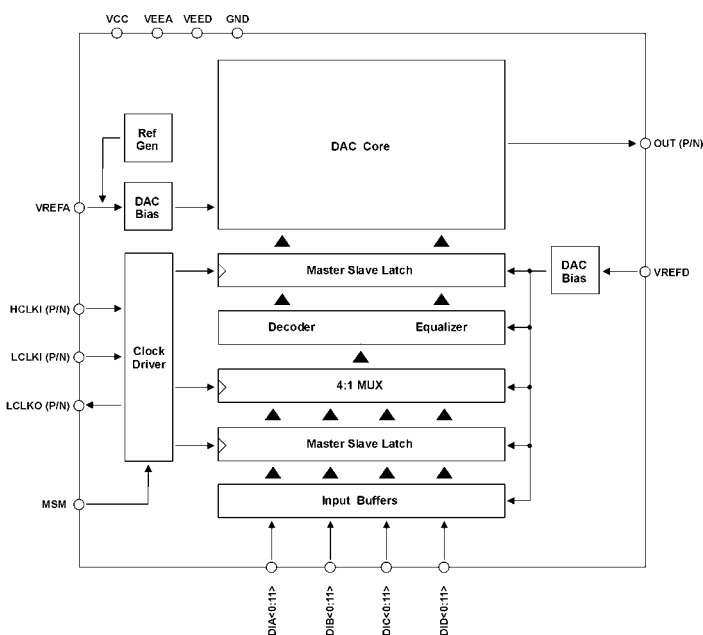 VCC VEEA VEED GND
Ref
Gen
DAC Core
OUT (P/N)
VREFA
DAC
Bias
Master Slave Latch
DAC
Bias
VREFD
HCLKI (P/N)
Decoder
Equalizer
Clock
Driver
LCLKI (P/N)
4:1 MUX
LCLKO (P/N)
Master Slave Latch
MSM
Input Buffers
DIA<0:11>
DIB<0:11>
DIC<0:11>
DID<0:11>